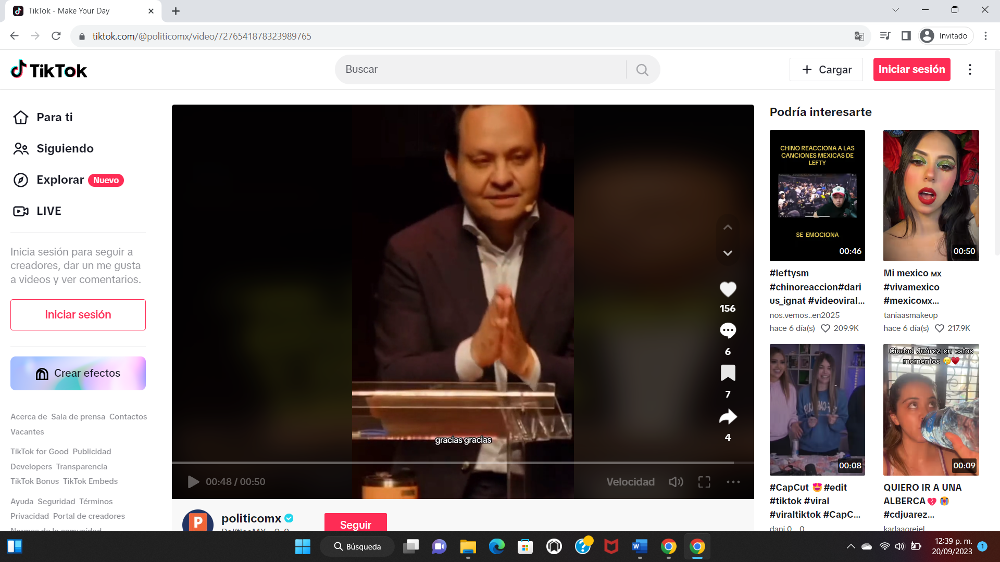 TikTok - Make Your Day
tiktok.com/@politicomx/video/7276541878323989765
Invitado
TikTok
Buscar
Cargar
Iniciar sesión
Para ti
Siguiendo
Explorar Nuevo
LIVE
Inicia sesión para seguir a
creadores, dar un me gusta
a videos y ver comentarios.
Iniciar sesión
Crear efectos
Acerca de Sala de prensa Contactos
Vacantes
TikTok for Good Publicidad
Developers Transparencia
TikTok Bonus TikTok Embeds
Ayuda Seguridad Términos
Privacidad Portal de creadores
Normas de la comunidad
gracias gracias
156
6
7
4
00:48 / 00:50
Velocidad
P
politicomx
Seguir
Podría interesarte
CHINO REACCIONA A LAS
CANCIONES MEXICAS DE
LEFTY
SE EMOCIONA
00:46
#leftysm
#chinoreaccion#dari
us_ignat #videoviral...
nos.vemos..en2025
hace 6 día(s) 209.9K
00:50
Mi mexico MX
#vivamexico
#mexicoMX...
taniaasmakeup
hace 6 día(s) 217.9K
00:08
#CapCut 😍#edit
#tiktok #viral
#viraltiktok #CapC...
Ciudad Juárez en estos
momentos 🥲❤️
00:09
QUIERO IR A UNA
ALBERCA💔 😭
#cdjuarez...
karlaaorejel
Búsqueda
12:39 p. m.
20/09/2023
1